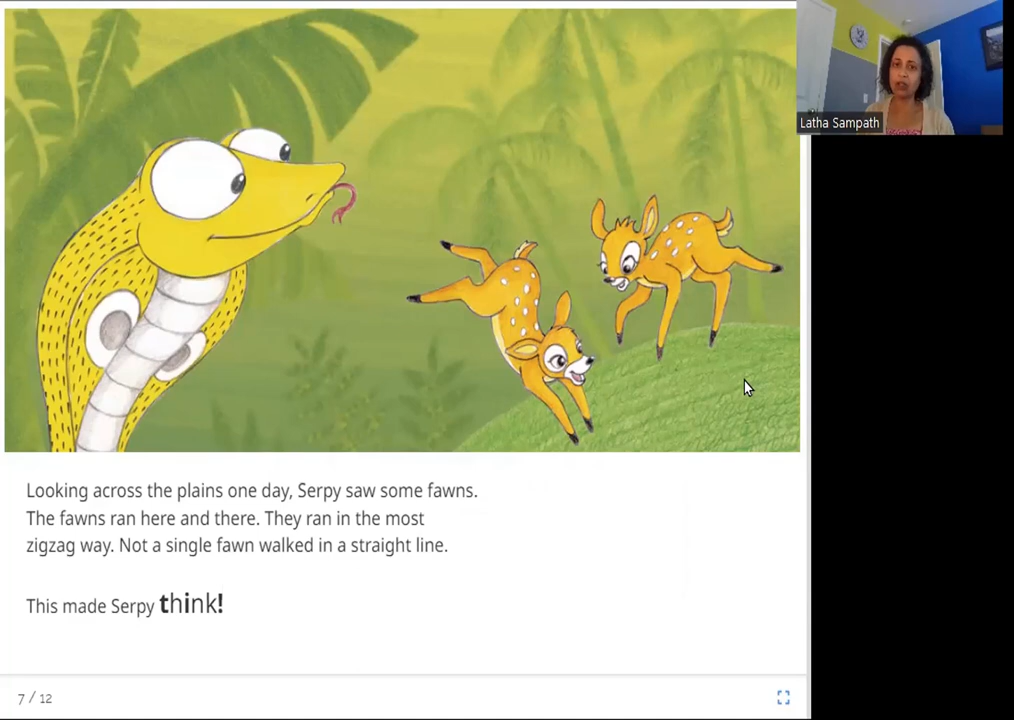 Latha Sampath
Looking across the plains one day, Serpy saw some fawns.
The fawns ran here and there. They ran in the most
zigzag way. Not a single fawn walked in a straight line.
This made Serpy think!
7 / 12